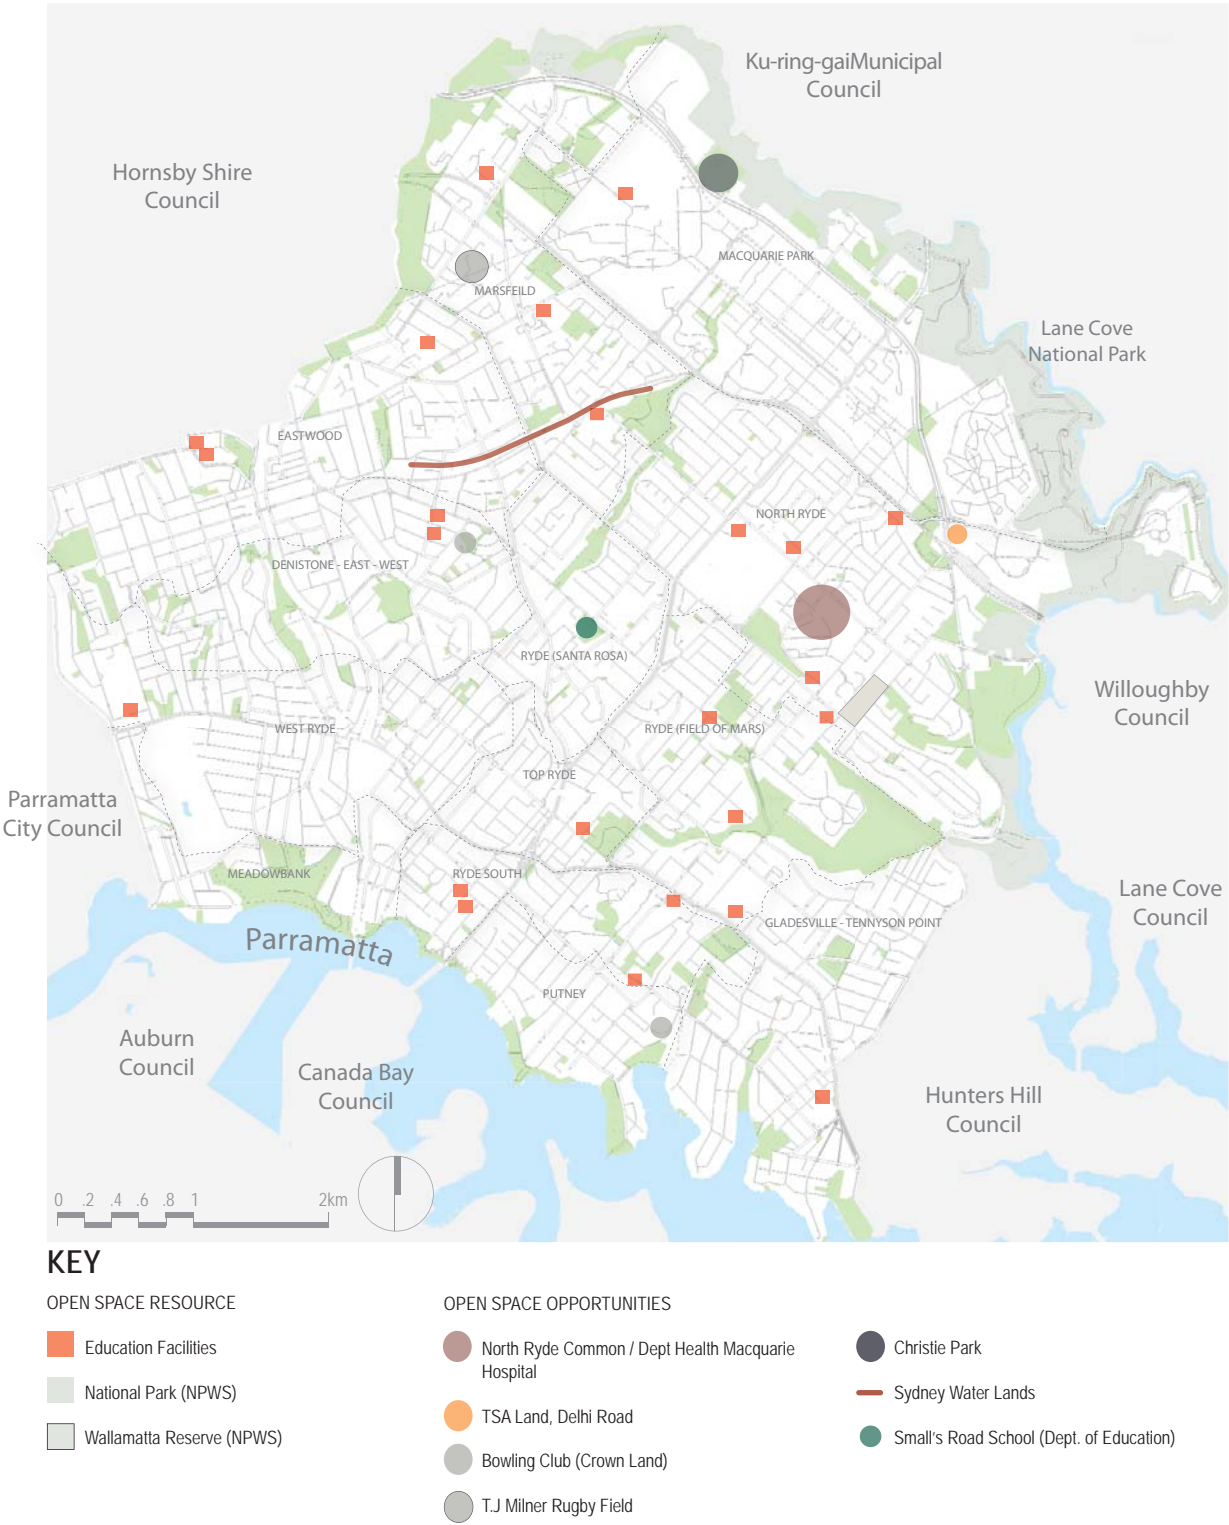 Ku-ring-gaiMunicipal
Council
Hornsby Shire
Council
MACQUARIE PARK
MARSFEILD
Lane Cove
National Park
EASTWOOD
NORTH RYDE
DENISTONE - EAST - WEST
RYDE (SANTA ROSA)
Willoughby
Council
WEST RYDE
RYDE (FIELD OF MARS)
TOP RYDE
Parramatta
City Council
MEADOWBANK
RYDE SOUTH
Lane Cove
Council
GLADESVILLE - TENNYSON POINT
Parramatta
PUTNEY
Auburn
Council
Canada Bay
Council
Hunters Hill
Council
0 .2 .4 .6 .8 1 2km
KEY
OPEN SPACE RESOURCE
Education Facilities
National Park (NPWS)
Wallamatta Reserve (NPWS)
OPEN SPACE OPPORTUNITIES
North Ryde Common / Dept Health Macquarie
Hospital
TSA Land, Delhi Road
Bowling Club (Crown Land)
T.J Milner Rugby Field
Christie Park
Sydney Water Lands
Small's Road School (Dept. of Education)